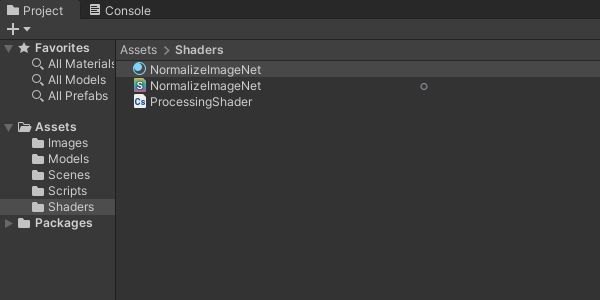 Project Console
Favorites
All Materials
All Models
All Prefabs
Assets
Images
Models
Scenes
Scripts
Shaders
Packages
Assets > Shaders
NormalizeImageNet
S NormalizeImageNet
Cs ProcessingShader